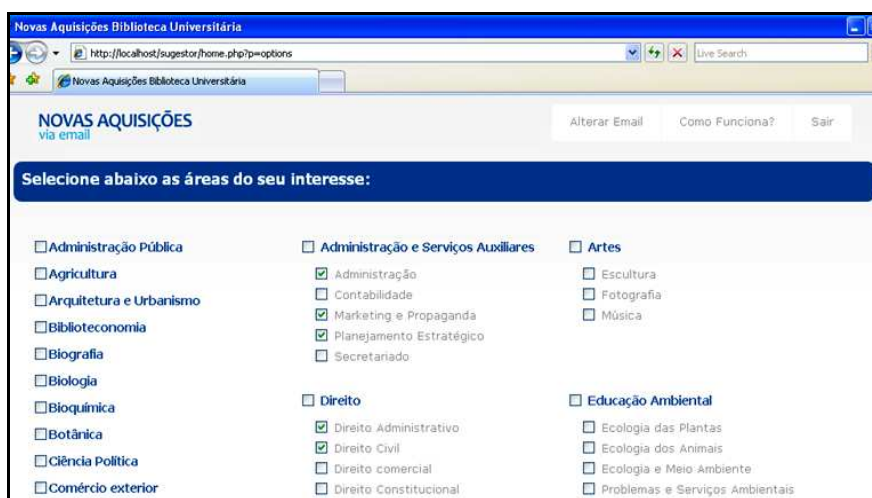 Novas Aquisições Biblioteca Universitária
http://localhost/sugestor/home.php?p=options
Live Search
Novas Aquisições Biblioteca Universitária
NOVAS AQUISIÇÕES
via email
Alterar Email Como Funciona? Sair
Selecione abaixo as áreas do seu interesse:
Administração Pública
Agricultura
Arquitetura e Urbanismo
Biblioteconomia
Biografia
Biologia
Bioquímica
Botânica
Ciência Política
Comércio exterior
Administração e Serviços Auxiliares
Administração
Contabilidade
Marketing e Propaganda
Planejamento Estratégico
Secretariado
Direito
Direito Administrativo
Direito Civil
Direito comercial
Direito Constitucional
Artes
Escultura
Fotografia
Música
Educação Ambiental
Ecologia das Plantas
Ecologia dos Animais
Ecologia e Meio Ambiente
Problemas e Serviços Ambientais